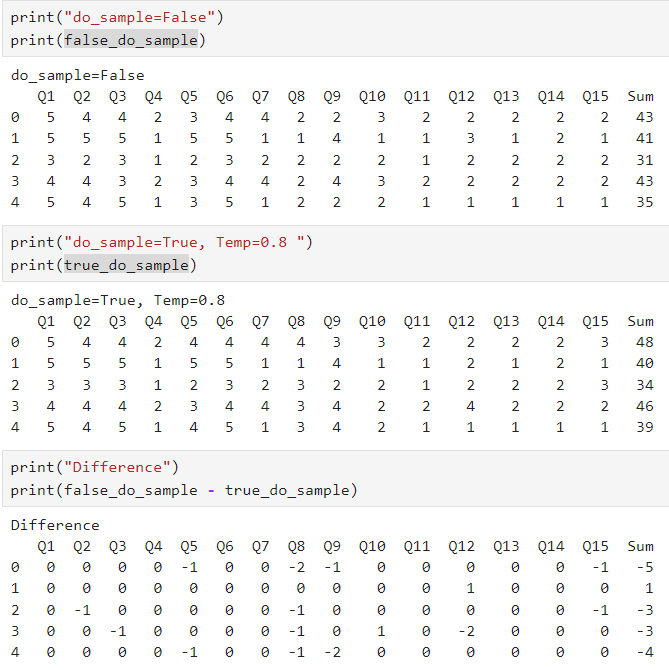 print("do_sample=False")
print(false_do_sample)
do_sample=False
   Q1  Q2  Q3  Q4  Q5  Q6  Q7  Q8  Q9  Q10  Q11  Q12  Q13  Q14  Q15  Sum
0   5   4   4   2   3   4   4   2   2    3    2    2    2    2    2   43
1   5   5   5   1   5   5   1   1   4    1    1    3    1    2    1   41
2   3   2   3   1   2   3   2   2   2    2    1    2    2    2    2   31
3   4   4   3   2   3   4   4   2   4    3    2    2    2    2    2   43
4   5   4   5   1   3   5   1   2   2    2    1    1    1    1    1   35
print("do_sample=True, Temp=0.8 ")
print(true_do_sample)
do_sample=True, Temp=0.8
   Q1  Q2  Q3  Q4  Q5  Q6  Q7  Q8  Q9  Q10  Q11  Q12  Q13  Q14  Q15  Sum
0   5   4   4   2   4   4   4   4   3    3    2    2    2    2    3   48
1   5   5   5   1   5   5   1   1   4    1    1    2    1    2    1   40
2   3   3   3   1   2   3   2   3   2    2    1    2    2    2    3   34
3   4   4   4   2   3   4   4   3   4    2    2    4    2    2    2   46
4   5   4   5   1   4   5   1   3   4    2    1    1    1    1    1   39
print("Difference")
print(false_do_sample - true_do_sample)
Difference
   Q1  Q2  Q3  Q4  Q5  Q6  Q7  Q8  Q9  Q10  Q11  Q12  Q13  Q14  Q15  Sum
0   0   0   0   0  -1   0   0  -2  -1    0    0    0    0    0   -1   -5
1   0   0   0   0   0   0   0   0   0    0    0    1    0    0    0    1
2   0  -1   0   0   0   0   0  -1   0    0    0    0    0    0   -1   -3
3   0   0  -1   0   0   0   0  -1   0    1    0   -2    0    0    0   -3
4   0   0   0   0  -1   0   0  -1  -2    0    0    0    0    0    0   -4